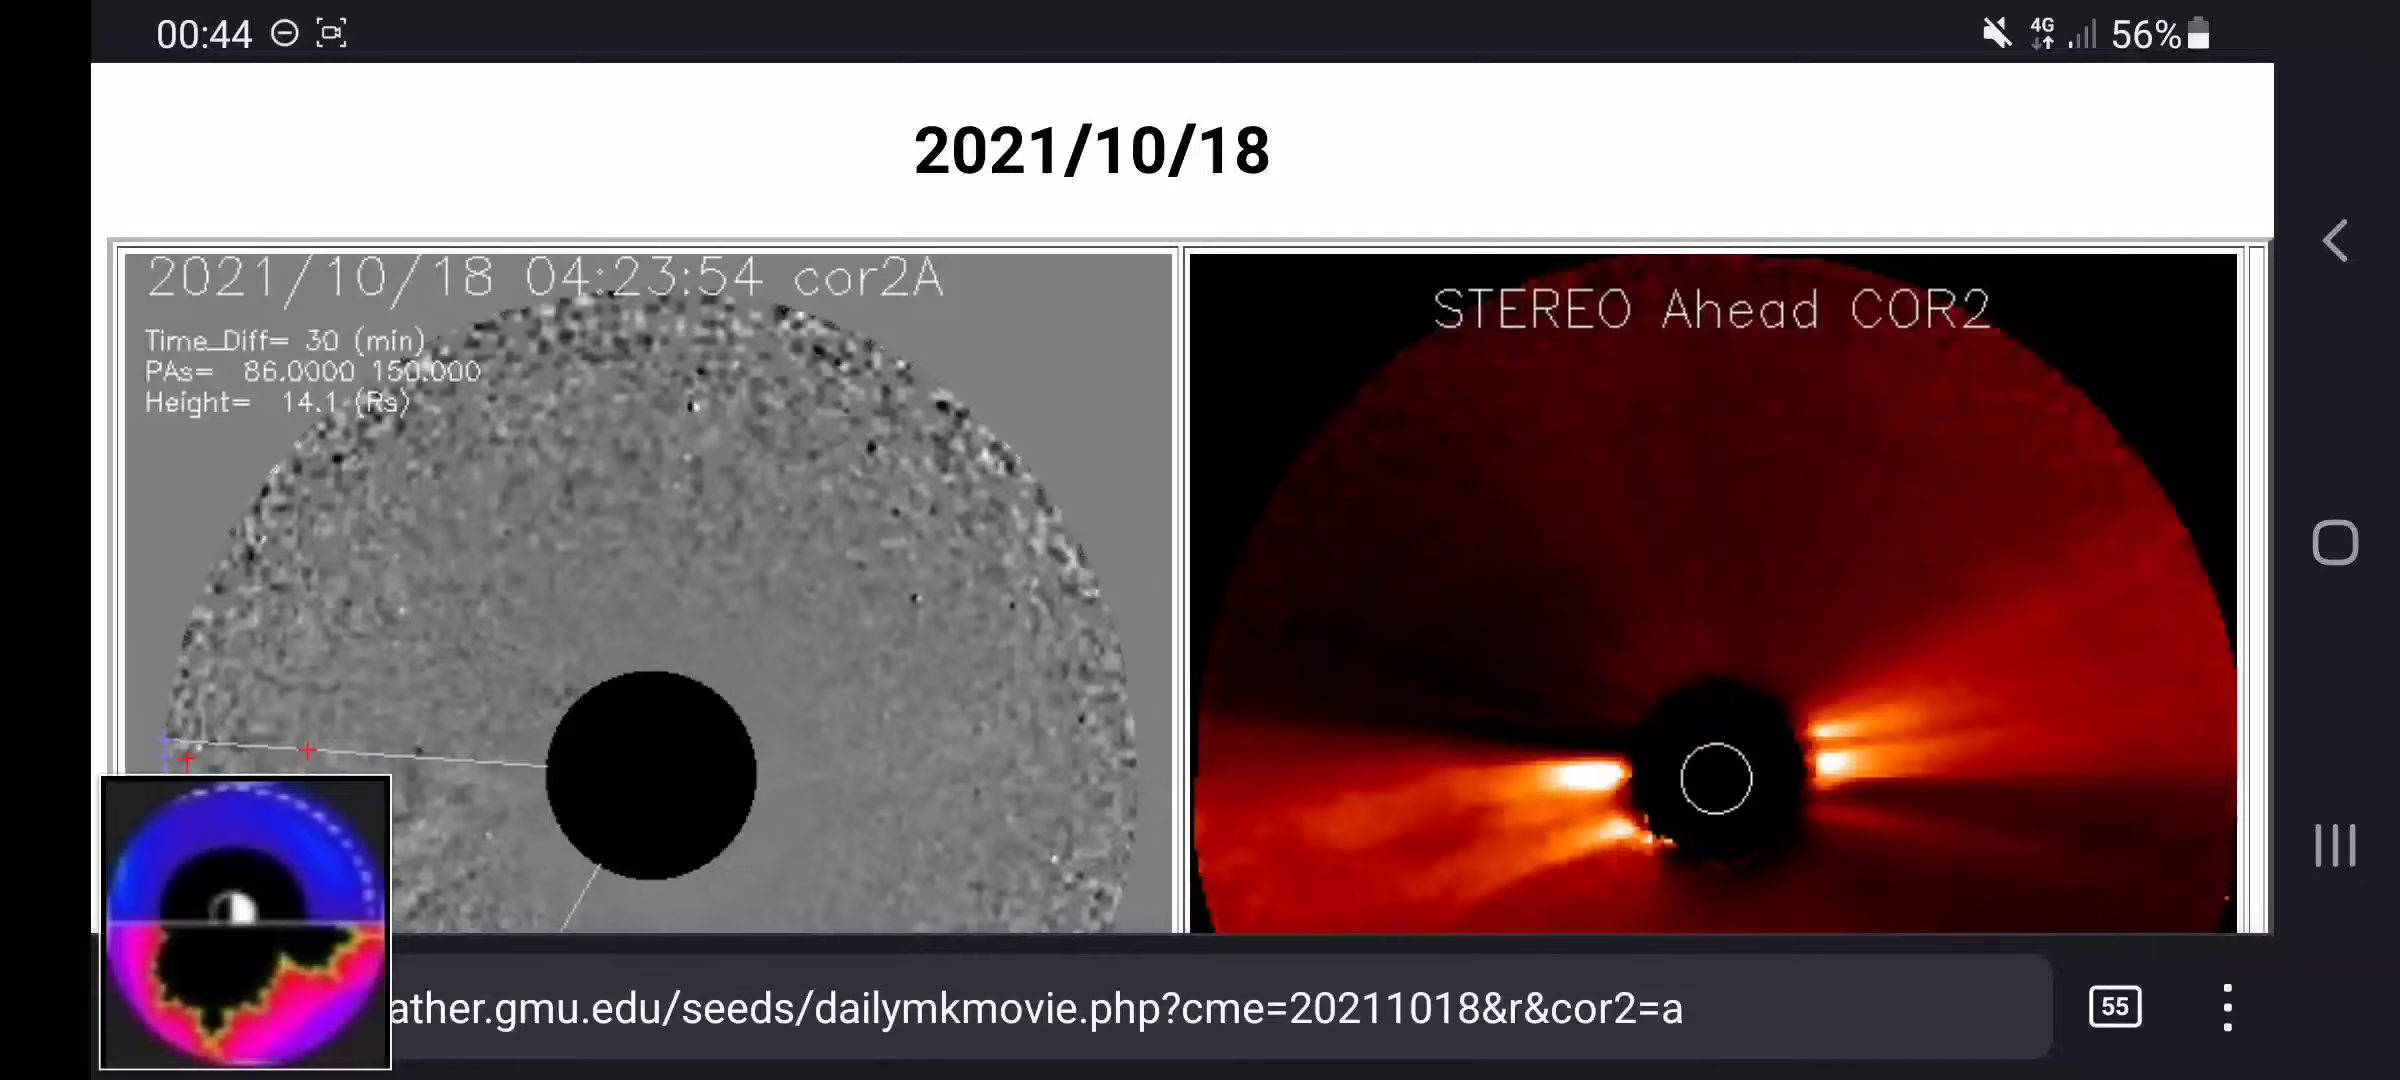 00:44
4G
56%
2021/10/18
2021/10/18 04:23:54 cor2A
Time_Diff= 30 (min)
PAs= 86.0000 150.000
Height= 14.1 (Rs)
STEREO Ahead COR2
ather.gmu.edu/seeds/dailymkmovie.php?cme=20211018&r&cor2=a
55